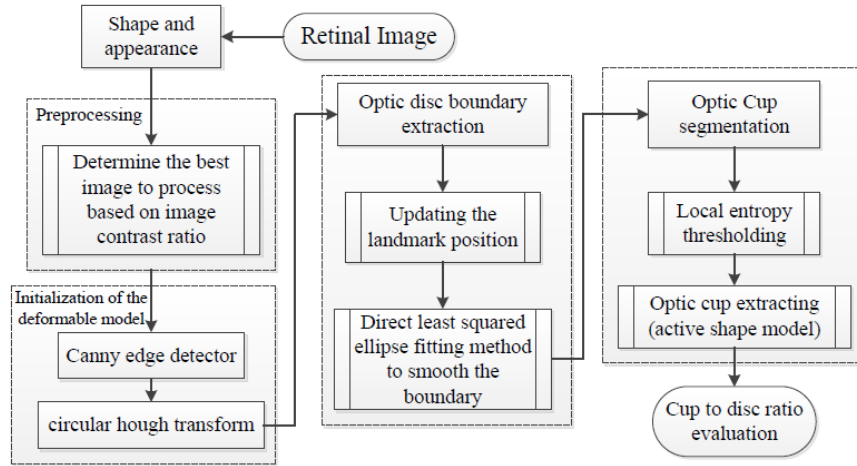 Shape and
appearance
Retinal Image
Preprocessing
Determine the best
image to process
based on image
contrast ratio
Initialization of the
deformable model
Canny edge detector
circular hough transform
Optic disc boundary
extraction
Updating the
landmark position
Direct least squared
ellipse fitting method
to smooth the
boundary
Optic Cup
segmentation
Local entropy
thresholding
Optic cup extracting
(active shape model)
Cup to disc ratio
evaluation